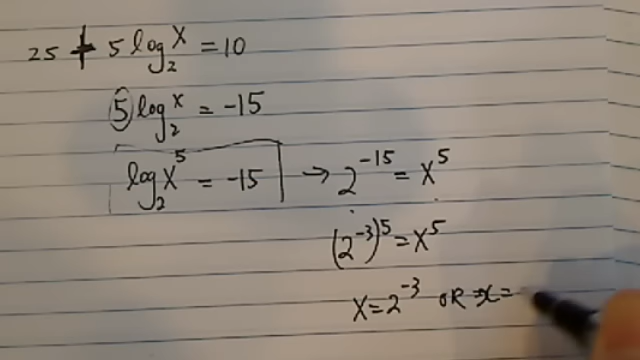 25 + 5 log₂ x = 10
5 log₂ x = -15
log₂ x⁵ = -15 → 2⁻¹⁵ = x⁵
(2⁻³)⁵ = x⁵
x = 2⁻³ OR x =